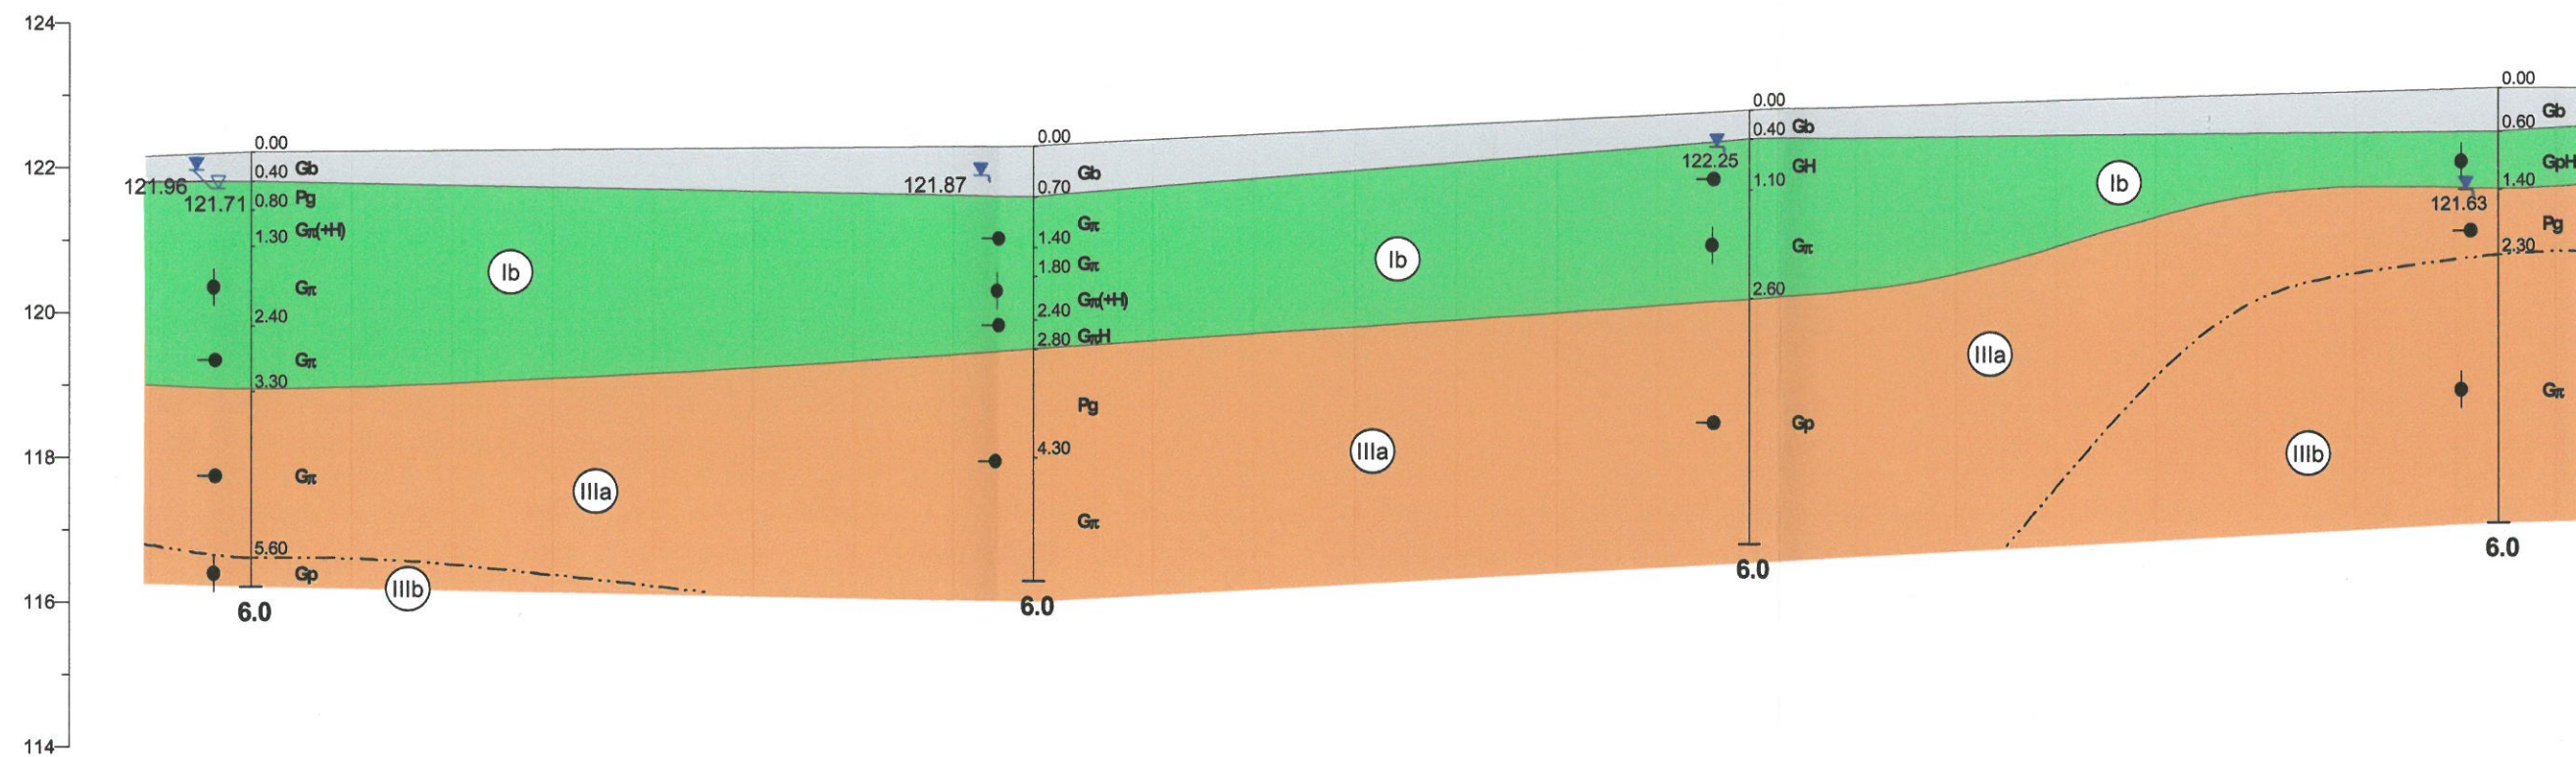 124
122
120
118
116
114
121.96
121.71
0.00
0.40 Gb
0.80 Pg
1.30 Gπ(+H)
Gπ
2.40
Gπ
3.30
Gπ
5.60
Gp
6.0
Ib
IIIa
IIIb
121.87
0.00
Gb
0.70
Gπ
1.40
1.80 Gπ
Gπ(+H)
2.40
2.80 GπH
Pg
4.30
Gπ
6.0
Ib
IIIa
122.25
0.00
0.40 Gb
GH
1.10
Gπ
2.60
Gp
6.0
Ib
IIIa
IIIb
121.63
0.00
Gb
0.60
GpH
1.40
Pg
2.30
Gπ
6.0